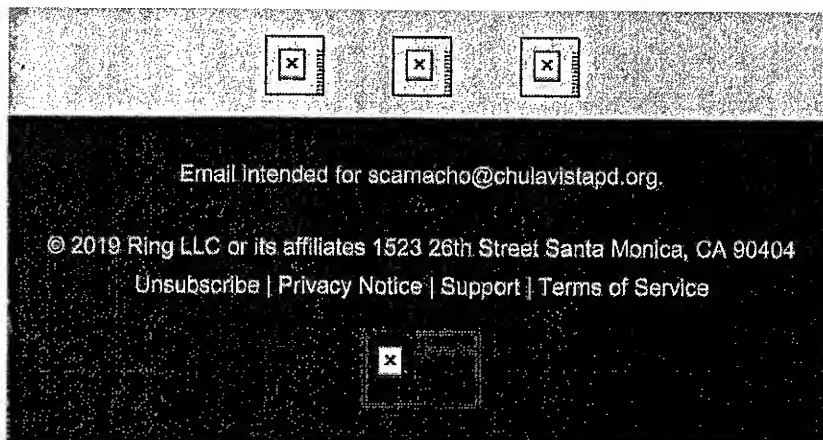 Email intended for scamacho@chulavistapd.org.
© 2019 Ring LLC or its affiliates 1523 26th Street Santa Monica, CA 90404
Unsubscribe | Privacy Notice | Support | Terms of Service